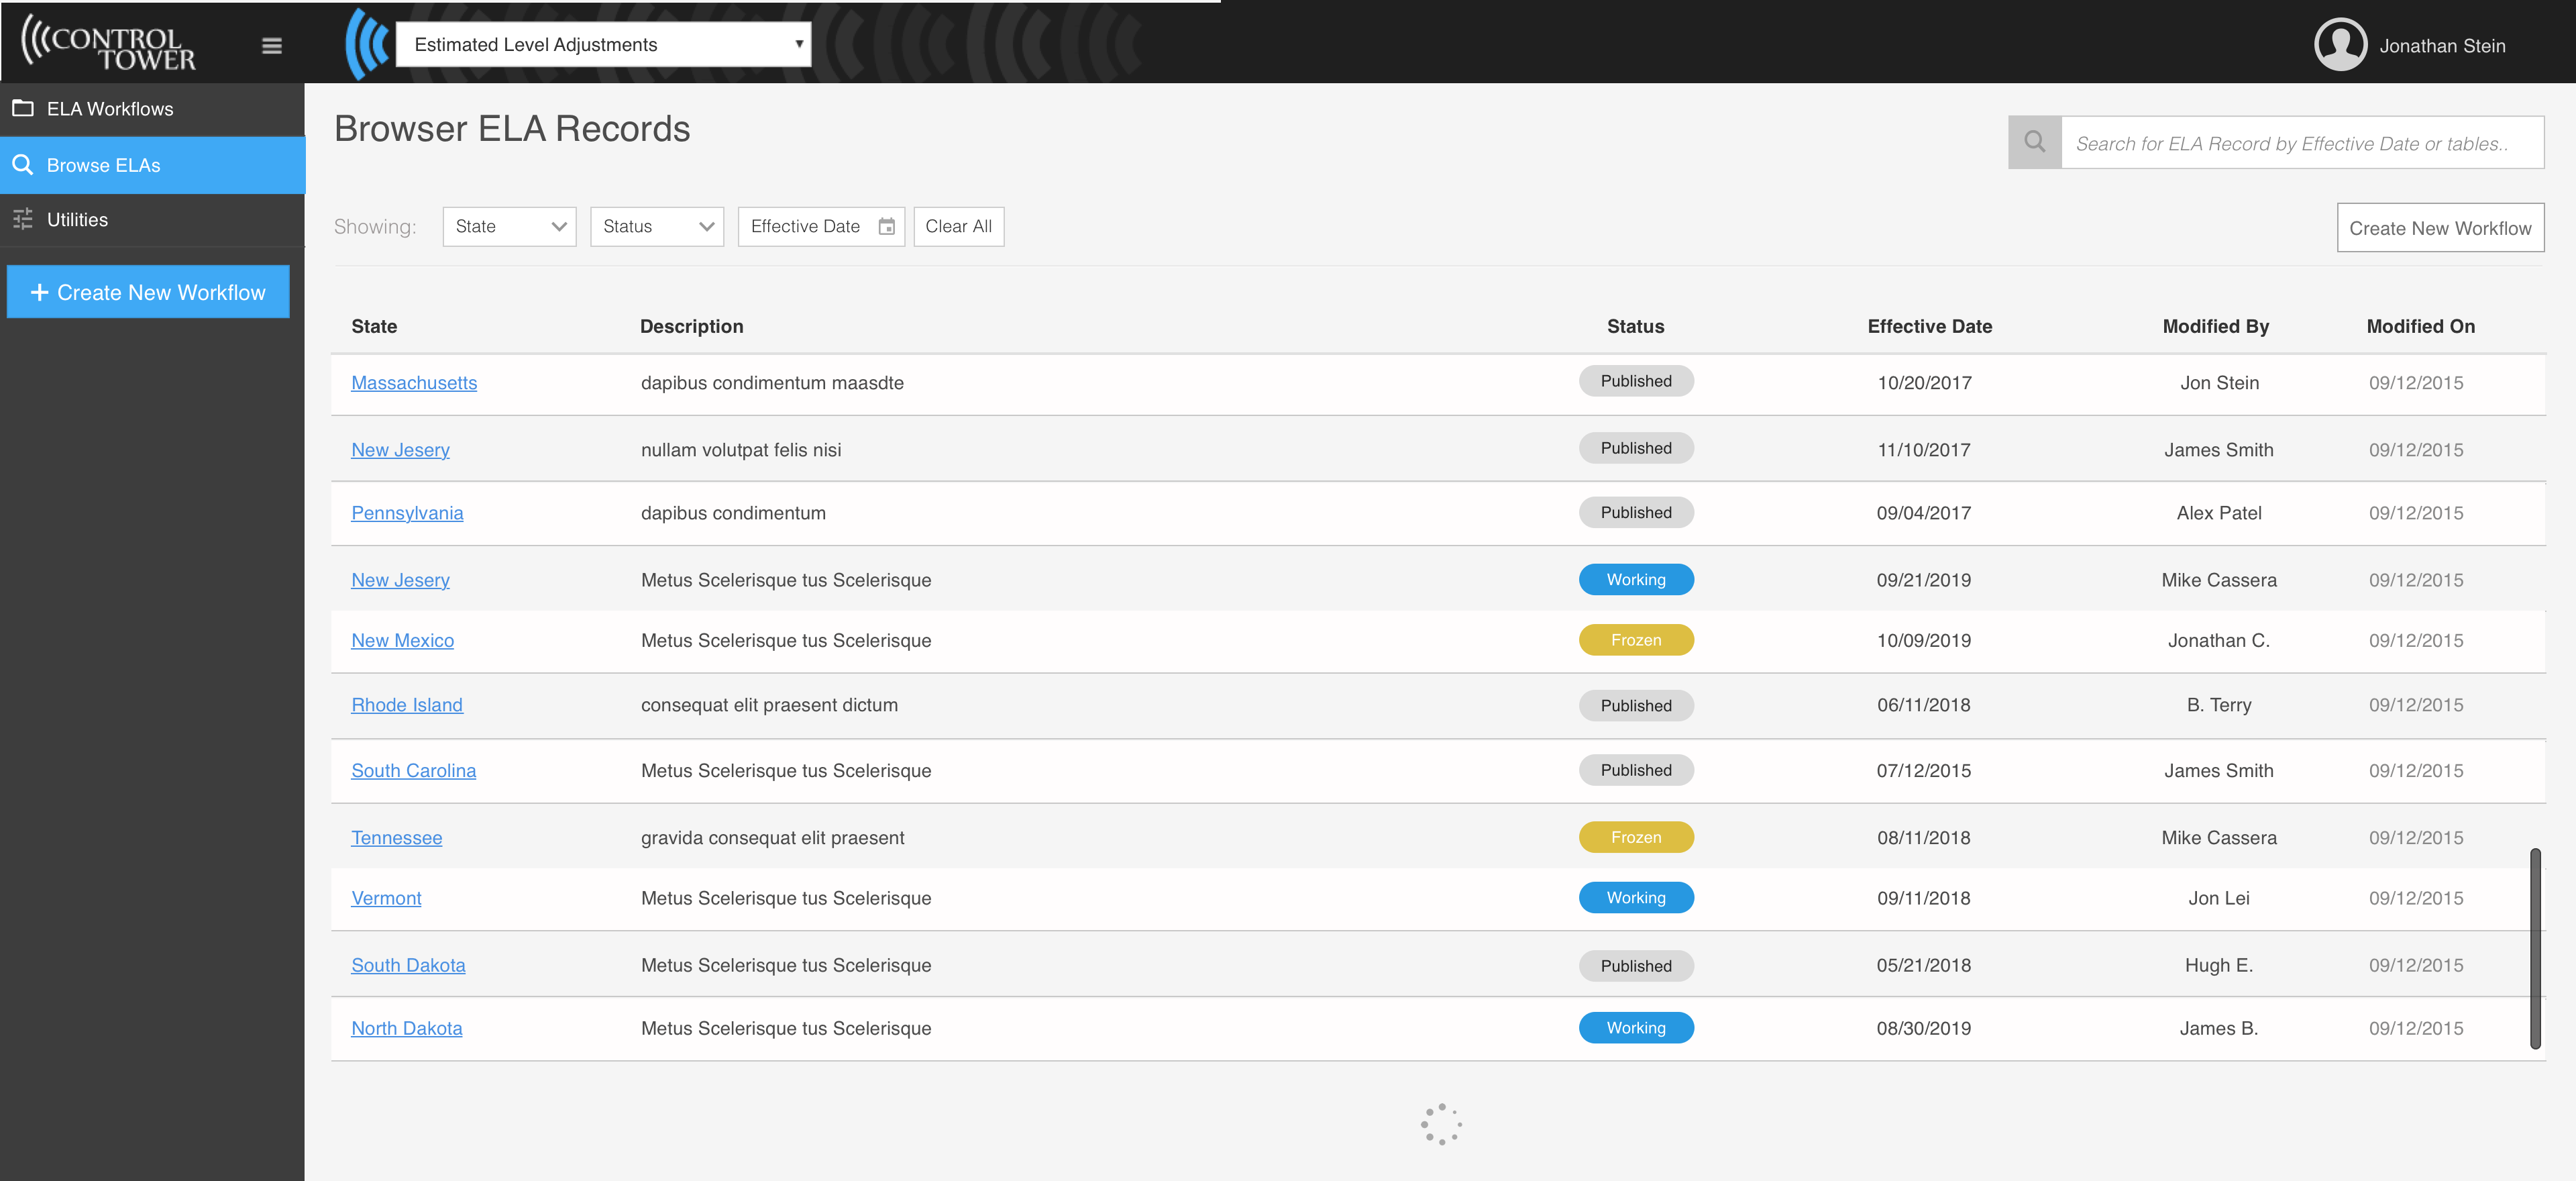 CONTROL
TOWER
Estimated Level Adjustments
Jonathan Stein
ELA Workflows
Browse ELAs
Utilities
+ Create New Workflow
Browser ELA Records
Search for ELA Record by Effective Date or tables..
Showing: State Status Effective Date Clear All
Create New Workflow
State Description Status Effective Date Modified By Modified On
Massachusetts dapibus condimentum maasdte Published 10/20/2017 Jon Stein 09/12/2015
New Jesery nullam volutpat felis nisi Published 11/10/2017 James Smith 09/12/2015
Pennsylvania dapibus condimentum Published 09/04/2017 Alex Patel 09/12/2015
New Jesery Metus Scelerisque tus Scelerisque Working 09/21/2019 Mike Cassera 09/12/2015
New Mexico Metus Scelerisque tus Scelerisque Frozen 10/09/2019 Jonathan C. 09/12/2015
Rhode Island consequat elit praesent dictum Published 06/11/2018 B. Terry 09/12/2015
South Carolina Metus Scelerisque tus Scelerisque Published 07/12/2015 James Smith 09/12/2015
Tennessee gravida consequat elit praesent Frozen 08/11/2018 Mike Cassera 09/12/2015
Vermont Metus Scelerisque tus Scelerisque Working 09/11/2018 Jon Lei 09/12/2015
South Dakota Metus Scelerisque tus Scelerisque Published 05/21/2018 Hugh E. 09/12/2015
North Dakota Metus Scelerisque tus Scelerisque Working 08/30/2019 James B. 09/12/2015